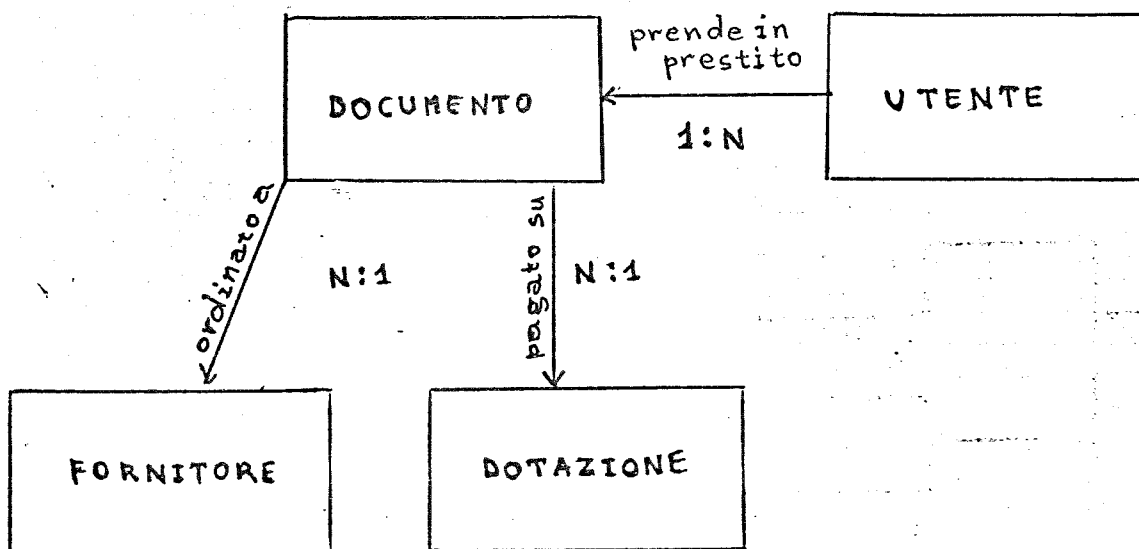 prende in
prestito
DOCUMENTO
UTENTE
1:N
ordinato a
N:1
pagato su
N:1
FORNITORE
DOTAZIONE